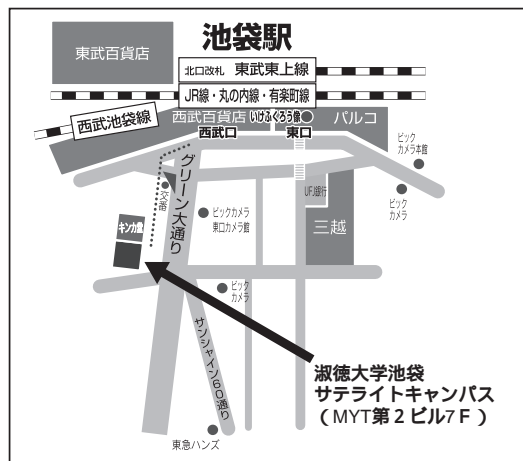 池袋駅
東武百貨店
北口改札 東武東上線
JR線・丸の内線・有楽町線
西武池袋線
西武百貨店
いけふくろう像
パルコ
西武口
東口
ビック
カメラ本館
ビック
カメラ
グリーン大通り
交番
UFJ銀行
三越
キンカ堂
ビックカメラ
東口カメラ館
ビック
カメラ
サンシャイン60通り
東急ハンズ
淑徳大学池袋
サテライトキャンパス
（MYT第２ビル7Ｆ）